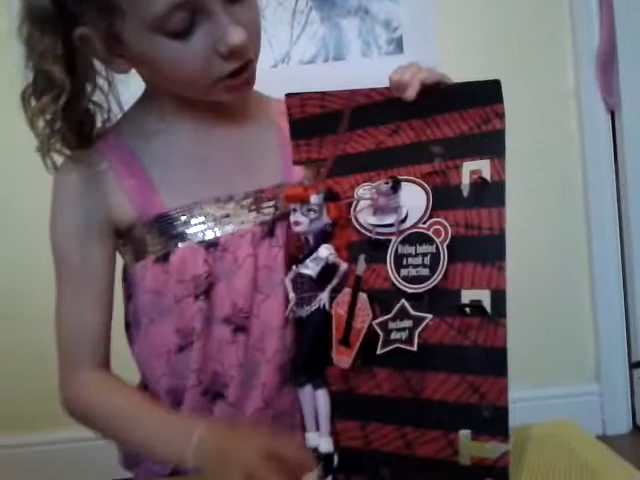 Hiding behind
a mask of
perfection.
Includes
diary!